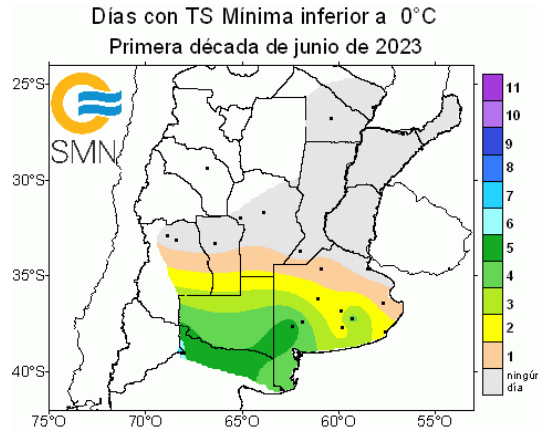 Días con TS Mínima inferior a 0°C
Primera década de junio de 2023
SMN
25°S
30°S
35°S
40°S
75°O
70°O
65°O
60°O
55°O
11
10
9
8
7
6
5
4
3
2
1
ningún
día